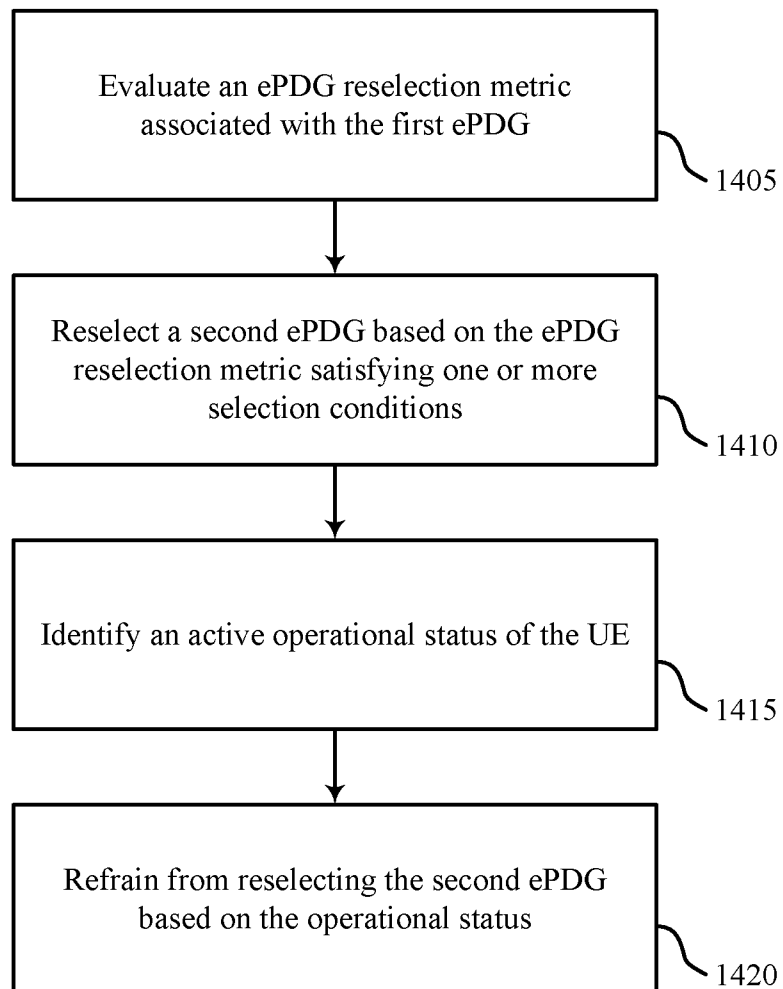 Evaluate an ePDG reselection metric
associated with the first ePDG
1405
Reselect a second ePDG based on the ePDG
reselection metric satisfying one or more
selection conditions
1410
Identify an active operational status of the UE
1415
Refrain from reselecting the second ePDG
based on the operational status
1420